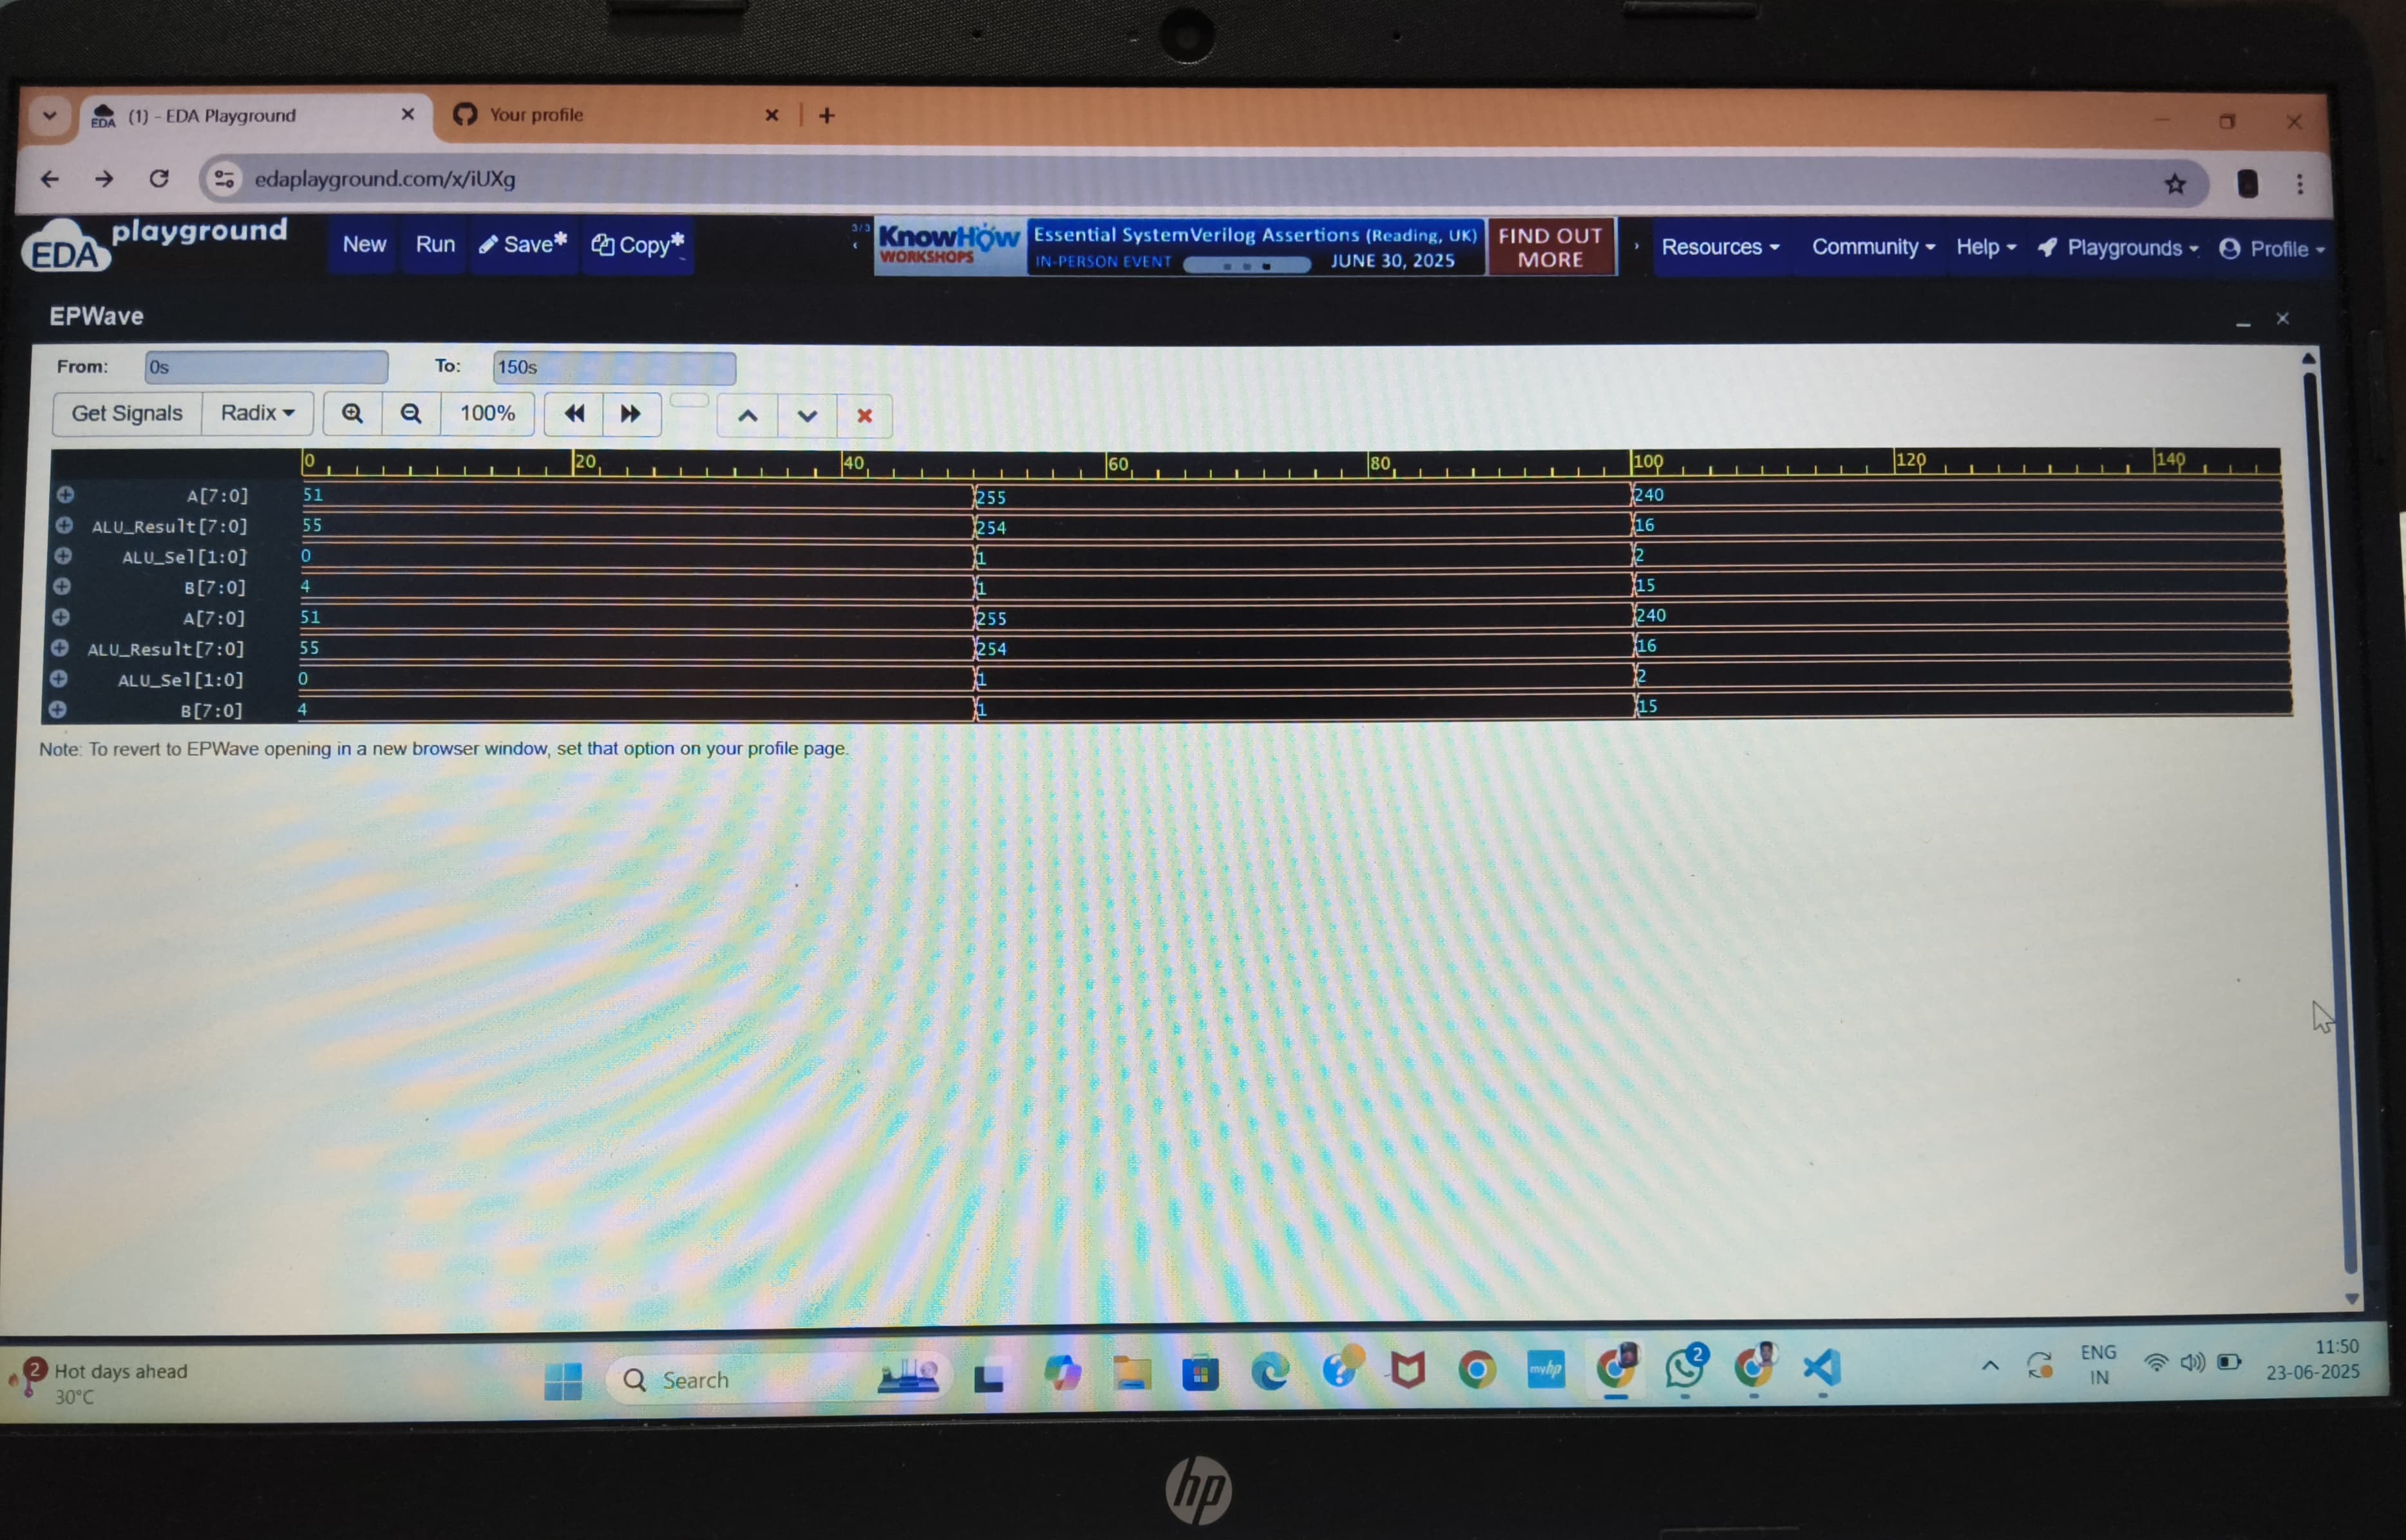 (1) - EDA Playground
Your profile
edaplayground.com/x/iUXg
EDA playground
New Run Save* Copy*
3/3
KnowHow WORKSHOPS
Essential SystemVerilog Assertions (Reading, UK)
IN-PERSON EVENT JUNE 30, 2025
FIND OUT MORE
Resources Community Help Playgrounds Profile
EPWave
From: 0s To: 150s
Get Signals Radix 100%
0 20 40 60 80 100 120 140
A[7:0] 51 255 240
ALU_Result[7:0] 55 254 16
ALU_Sel[1:0] 0 1 2
B[7:0] 4 1 15
A[7:0] 51 255 240
ALU_Result[7:0] 55 254 16
ALU_Sel[1:0] 0 1 2
B[7:0] 4 1 15
Note: To revert to EPWave opening in a new browser window, set that option on your profile page.
2 Hot days ahead
30°C
Search
myhp
2
ENG
IN
11:50
23-06-2025
hp